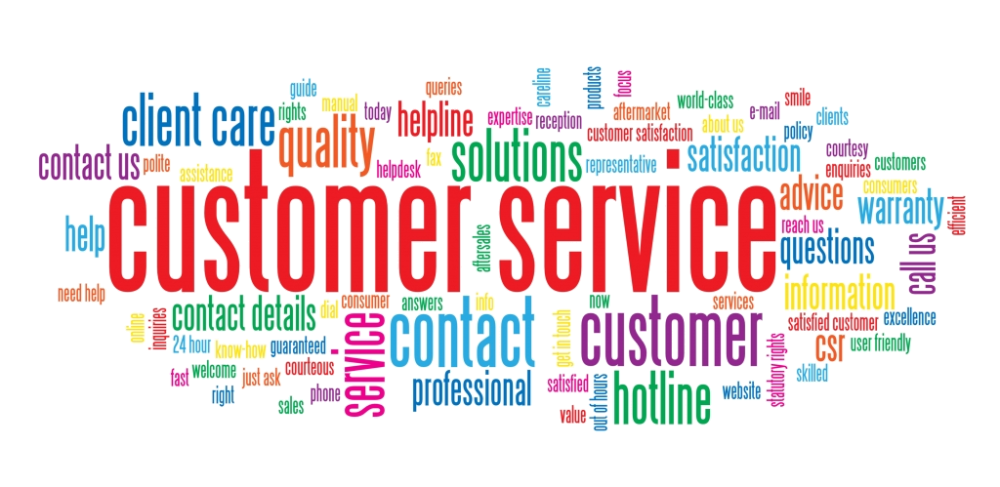 careline
products
focus
guide
queries
client care
rights
manual
today
helpline
expertise
reception
aftermarket
world-class
e-mail
smile
customer satisfaction
about us
policy
clients
contact us
polite
assistance
quality
helpdesk
fax
solutions
representative
satisfaction
courtesy
enquiries
customers
customer service
advice
consumers
warranty
efficient
help
aftersales
reach us
questions
call us
need help
information
online
inquiries
contact details
dial
consumer
answers
info
now
services
satisfied customer
excellence
24 hour
know-how
guaranteed
service
contact
get in touch
customer
csr
user friendly
fast
welcome
just ask
courteous
professional
satisfied
out of hours
hotline
website
statutory rights
skilled
right
sales
phone
value